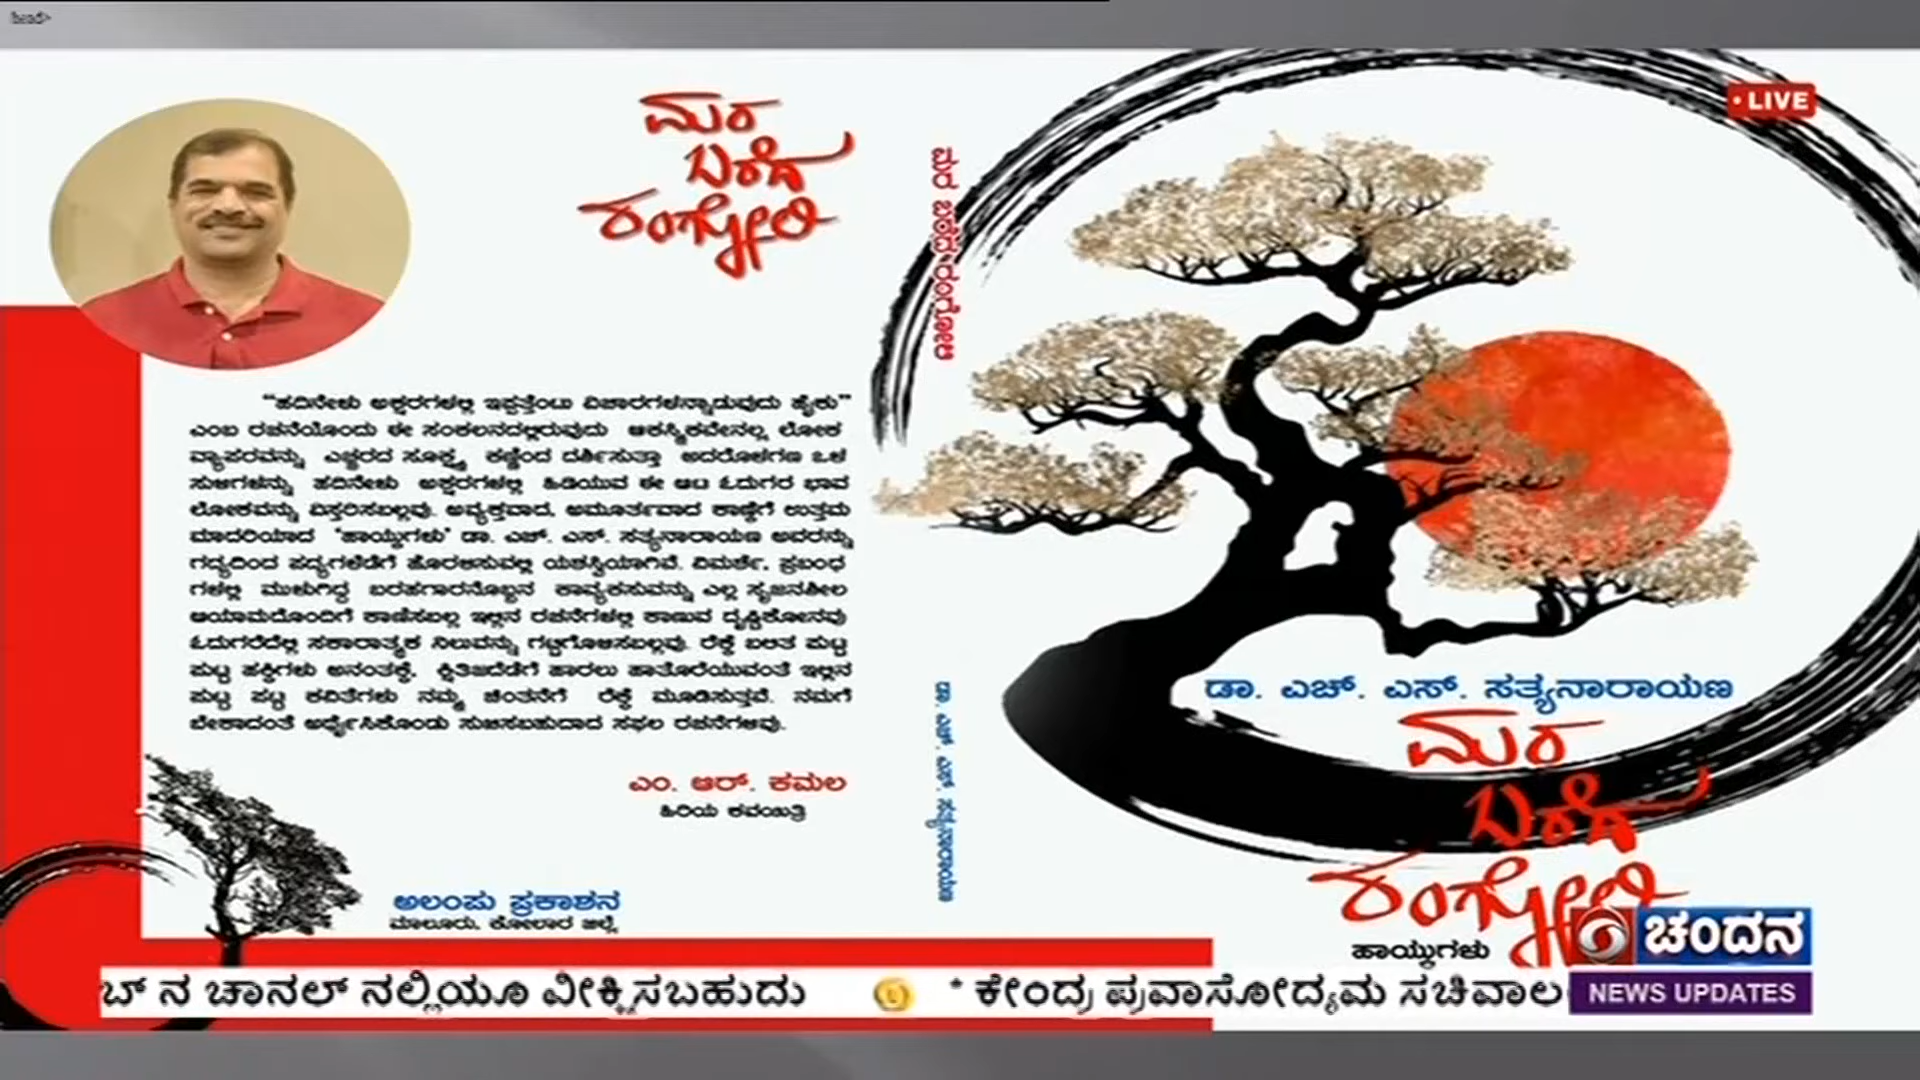 head>
LIVE
ಮರ
ಬರೆದ
ರಂಗೋಲಿ
"ಹದಿನೇಳು ಅಕ್ಷರಗಳಲ್ಲಿ ಇಪ್ಪತ್ತೆಂಟು ವಿಚಾರಗಳನ್ನಾಡುವುದು ಹೈಕು"
ಎಂಬ ರಚನೆಯೊಂದು ಈ ಸಂಕಲನದಲ್ಲಿರುವುದು ಆಕಸ್ಮಿಕವೇನಲ್ಲ. ಲೋಕ
ವ್ಯಾಪಾರವನ್ನು ಎಚ್ಚರದ ಸೂಕ್ಷ್ಮ ಕಣ್ಣಿಂದ ದರ್ಶಿಸುತ್ತಾ ಅದರೊಳಗಣ ಒಳ
ಸುಳಿಗಳನ್ನು ಹದಿನೇಳು ಅಕ್ಷರಗಳಲ್ಲಿ ಹಿಡಿಯುವ ಈ ಆಟ ಓದುಗರ ಭಾವ
ಲೋಕವನ್ನು ವಿಸ್ತರಿಸಬಲ್ಲವು. ಅವ್ಯಕ್ತವಾದ, ಅಮೂರ್ತವಾದ ಕಾಣ್ಕೆಗೆ ಉತ್ತಮ
ಮಾದರಿಯಾದ 'ಹಾಯ್ಕುಗಳು' ಡಾ. ಎಚ್. ಎಸ್. ಸತ್ಯನಾರಾಯಣ ಅವರನ್ನು
ಗದ್ಯದಿಂದ ಪದ್ಯಗಳೆಡೆಗೆ ಹೊರಳಿಸುವಲ್ಲಿ ಯಶಸ್ವಿಯಾಗಿವೆ. ವಿಮರ್ಶೆ, ಪ್ರಬಂಧ
ಗಳಲ್ಲಿ ಮುಳುಗಿದ್ದ ಬರಹಗಾರನೊಬ್ಬನ ಕಾವ್ಯಕಸುವನ್ನು ಎಲ್ಲ ಸೃಜನಶೀಲ
ಆಯಾಮದೊಂದಿಗೆ ಕಾಣಿಸಬಲ್ಲ ಇಲ್ಲಿನ ರಚನೆಗಳಲ್ಲಿ ಕಾಣುವ ದೃಷ್ಟಿಕೋನವು
ಓದುಗರೆದೆಲ್ಲಿ ಸಕಾರಾತ್ಮಕ ನಿಲುವನ್ನು ಗಟ್ಟಿಗೊಳಿಸಬಲ್ಲವು. ರೆಕ್ಕೆ ಬಲಿತ ಪುಟ್ಟ
ಪುಟ್ಟ ಹಕ್ಕಿಗಳು ಅನಂತಕ್ಕೆ, ಕ್ಷಿತಿಜದೆಡೆಗೆ ಹಾರಲು ಹಾತೊರೆಯುವಂತೆ ಇಲ್ಲಿನ
ಪುಟ್ಟ ಪಟ್ಟ ಕವಿತೆಗಳು ನಮ್ಮ ಚಿಂತನೆಗೆ ರೆಕ್ಕೆ ಮೂಡಿಸುತ್ತವೆ. ನಮಗೆ
ಬೇಕಾದಂತೆ ಅರ್ಥೈಸಿಕೊಂಡು ಸುಖಿಸಬಹುದಾದ ಸಫಲ ರಚನೆಗಳಿವು.
ಎಂ. ಆರ್. ಕಮಲ
ಹಿರಿಯ ಕವಯಿತ್ರಿ
ಅಲಂಪು ಪ್ರಕಾಶನ
ಮಾಲೂರು, ಕೋಲಾರ ಜಿಲ್ಲೆ
ಮರ ಬರೆದ ರಂಗೋಲಿ
ಡಾ. ಎಚ್. ಎಸ್. ಸತ್ಯನಾರಾಯಣ
ಡಾ. ಎಚ್. ಎಸ್. ಸತ್ಯನಾರಾಯಣ
ಮರ
ಬರೆದ
ರಂಗೋಲಿ
ಹಾಯ್ಕುಗಳು
ಚಂದನ
NEWS UPDATES
ಬ್ ನ ಚಾನಲ್ ನಲ್ಲಿಯೂ ವೀಕ್ಷಿಸಬಹುದು * ಕೇಂದ್ರ ಪ್ರವಾಸೋದ್ಯಮ ಸಚಿವಾಲ